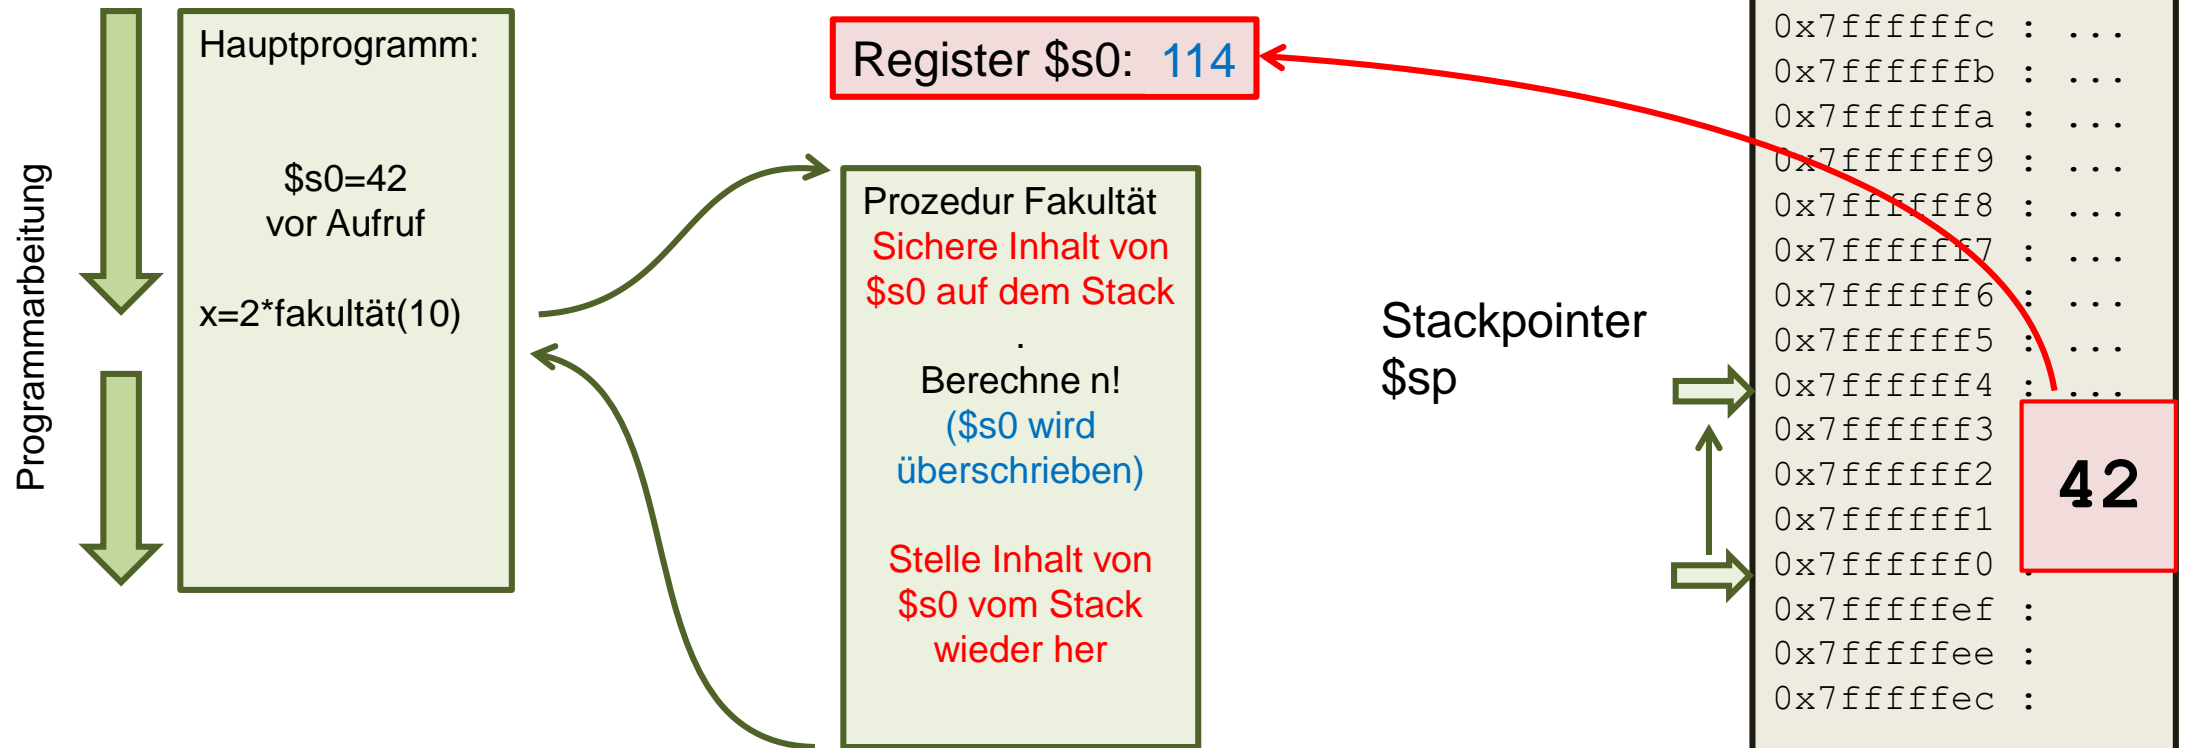 Programmarbeitung
Hauptprogramm:
$s0=42
vor Aufruf
x=2*fakultät(10)
Register $s0: 114
Prozedur Fakultät
Sichere Inhalt von
$s0 auf dem Stack
.
Berechne n!
($s0 wird
überschrieben)
Stelle Inhalt von
$s0 vom Stack
wieder her
Stackpointer
$sp
0x7ffffffc : ...
0x7ffffffb : ...
0x7ffffffa : ...
0x7ffffff9 : ...
0x7ffffff8 : ...
0x7ffffff7 : ...
0x7ffffff6 : ...
0x7ffffff5 : ...
0x7ffffff4 : ...
0x7ffffff3
0x7ffffff2
0x7ffffff1
0x7ffffff0 :
42
0x7fffffef :
0x7fffffee :
0x7fffffec :